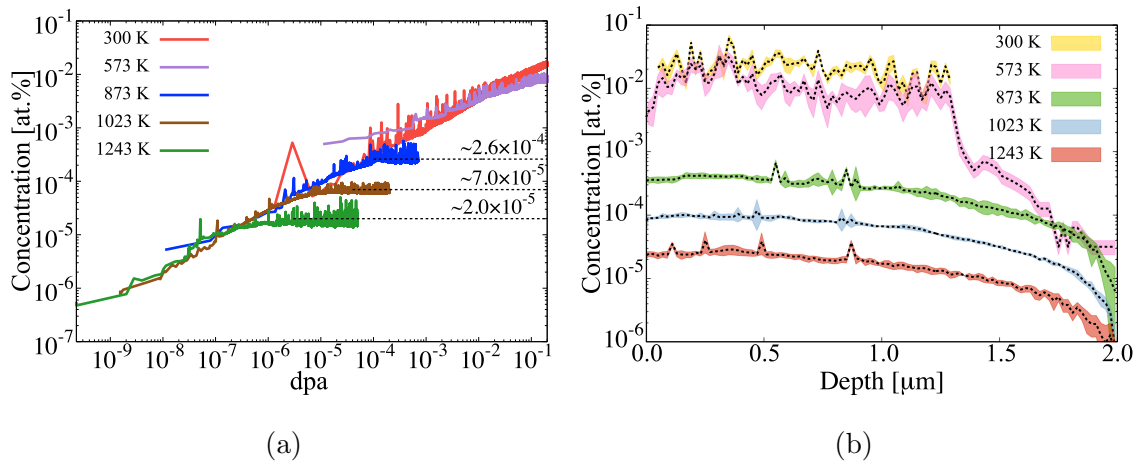 10⁻¹
10⁻²
10⁻³
10⁻⁴
10⁻⁵
10⁻⁶
10⁻⁷
Concentration [at.%]
300 K
573 K
873 K
1023 K
1243 K
~2.6×10⁻⁴
~7.0×10⁻⁵
~2.0×10⁻⁵
10⁻⁹ 10⁻⁸ 10⁻⁷ 10⁻⁶ 10⁻⁵ 10⁻⁴ 10⁻³ 10⁻² 10⁻¹
dpa
(a)
10⁻¹
10⁻²
10⁻³
10⁻⁴
10⁻⁵
10⁻⁶
Concentration [at.%]
300 K
573 K
873 K
1023 K
1243 K
0.0 0.5 1.0 1.5 2.0
Depth [μm]
(b)